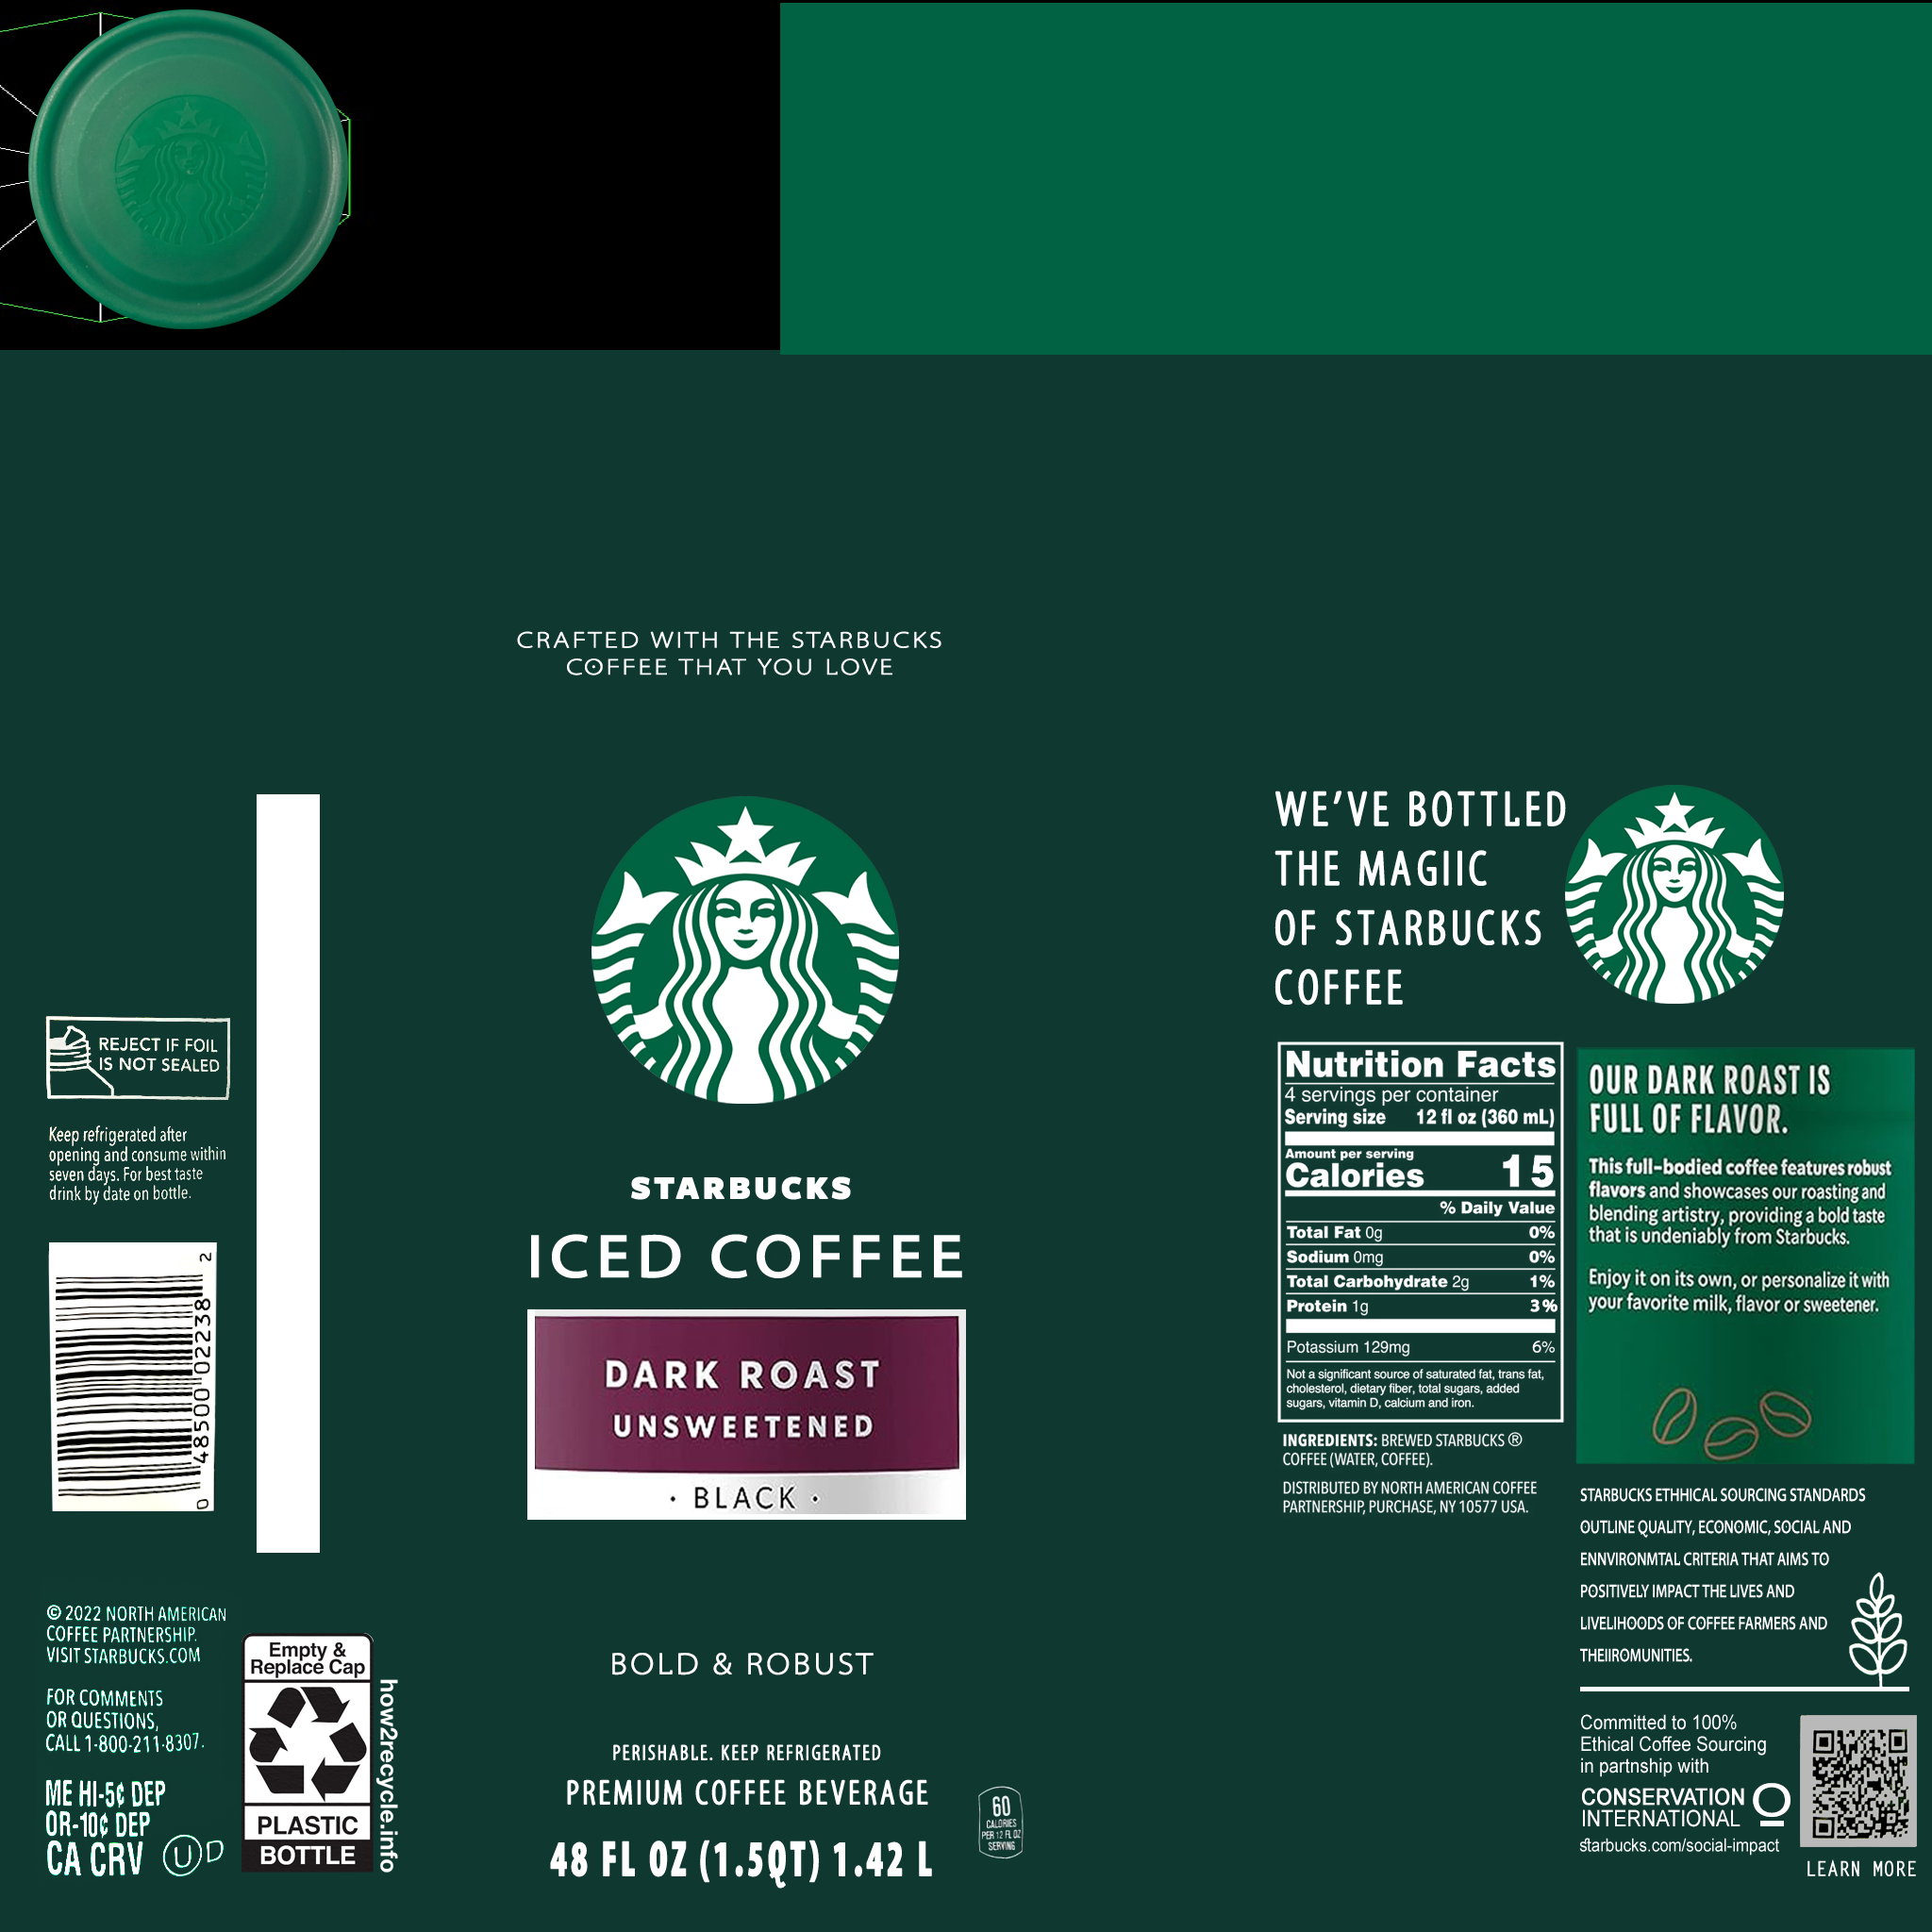 CRAFTED WITH THE STARBUCKS
COFFEE THAT YOU LOVE
STARBUCKS
ICED COFFEE
DARK ROAST
UNSWEETENED
· BLACK ·
BOLD & ROBUST
PERISHABLE. KEEP REFRIGERATED
PREMIUM COFFEE BEVERAGE
48 FL OZ (1.5QT) 1.42 L
60
CALORIES
PER 12 FL OZ
SERVING
REJECT IF FOIL
IS NOT SEALED
Keep refrigerated after
opening and consume within
seven days. For best taste
drink by date on bottle.
0 48500 02238 2
© 2022 NORTH AMERICAN
COFFEE PARTNERSHIP.
VISIT STARBUCKS.COM
FOR COMMENTS
OR QUESTIONS,
CALL 1-800-211-8307.
ME HI-5¢ DEP
OR-10¢ DEP
CA CRV
U D
Empty &
Replace Cap
PLASTIC
BOTTLE
how2recycle.info
WE'VE BOTTLED
THE MAGIIC
OF STARBUCKS
COFFEE
Nutrition Facts
4 servings per container
Serving size 12 fl oz (360 mL)
Amount per serving
Calories 15
% Daily Value
Total Fat 0g 0%
Sodium 0mg 0%
Total Carbohydrate 2g 1%
Protein 1g 3%
Potassium 129mg 6%
Not a significant source of saturated fat, trans fat,
cholesterol, dietary fiber, total sugars, added
sugars, vitamin D, calcium and iron.
INGREDIENTS: BREWED STARBUCKS ®
COFFEE (WATER, COFFEE).
DISTRIBUTED BY NORTH AMERICAN COFFEE
PARTNERSHIP, PURCHASE, NY 10577 USA.
OUR DARK ROAST IS
FULL OF FLAVOR.
This full-bodied coffee features robust
flavors and showcases our roasting and
blending artistry, providing a bold taste
that is undeniably from Starbucks.
Enjoy it on its own, or personalize it with
your favorite milk, flavor or sweetener.
STARBUCKS ETHHICAL SOURCING STANDARDS
OUTLINE QUALITY, ECONOMIC, SOCIAL AND
ENNVIRONMTAL CRITERIA THAT AIMS TO
POSITIVELY IMPACT THE LIVES AND
LIVELIHOODS OF COFFEE FARMERS AND
THEIIROMUNITIES.
Committed to 100%
Ethical Coffee Sourcing
in partnship with
CONSERVATION
INTERNATIONAL
starbucks.com/social-impact
LEARN MORE